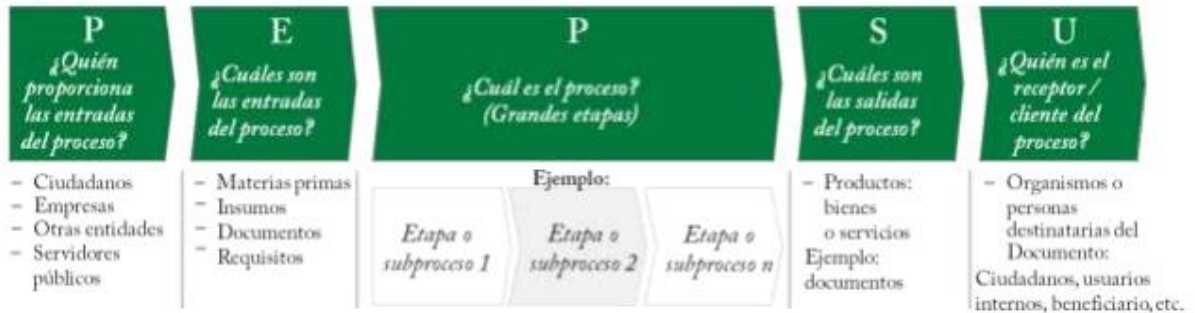 P
¿Quién
proporciona
las entradas
del proceso?
– Ciudadanos
– Empresas
– Otras entidades
– Servidores
públicos
E
¿Cuáles son
las entradas
del proceso?
– Materias primas
– Insumos
– Documentos
– Requisitos
P
¿Cuál es el proceso?
(Grandes etapas)
Ejemplo:
Etapa o
subproceso 1
Etapa o
subproceso 2
Etapa o
subproceso n
S
¿Cuáles son
las salidas
del proceso?
– Productos:
bienes
o servicios
Ejemplo:
documentos
U
¿Quién es el
receptor /
cliente del
proceso?
– Organismos o
personas
destinatarias del
Documento:
Ciudadanos, usuarios
internos, beneficiario, etc.